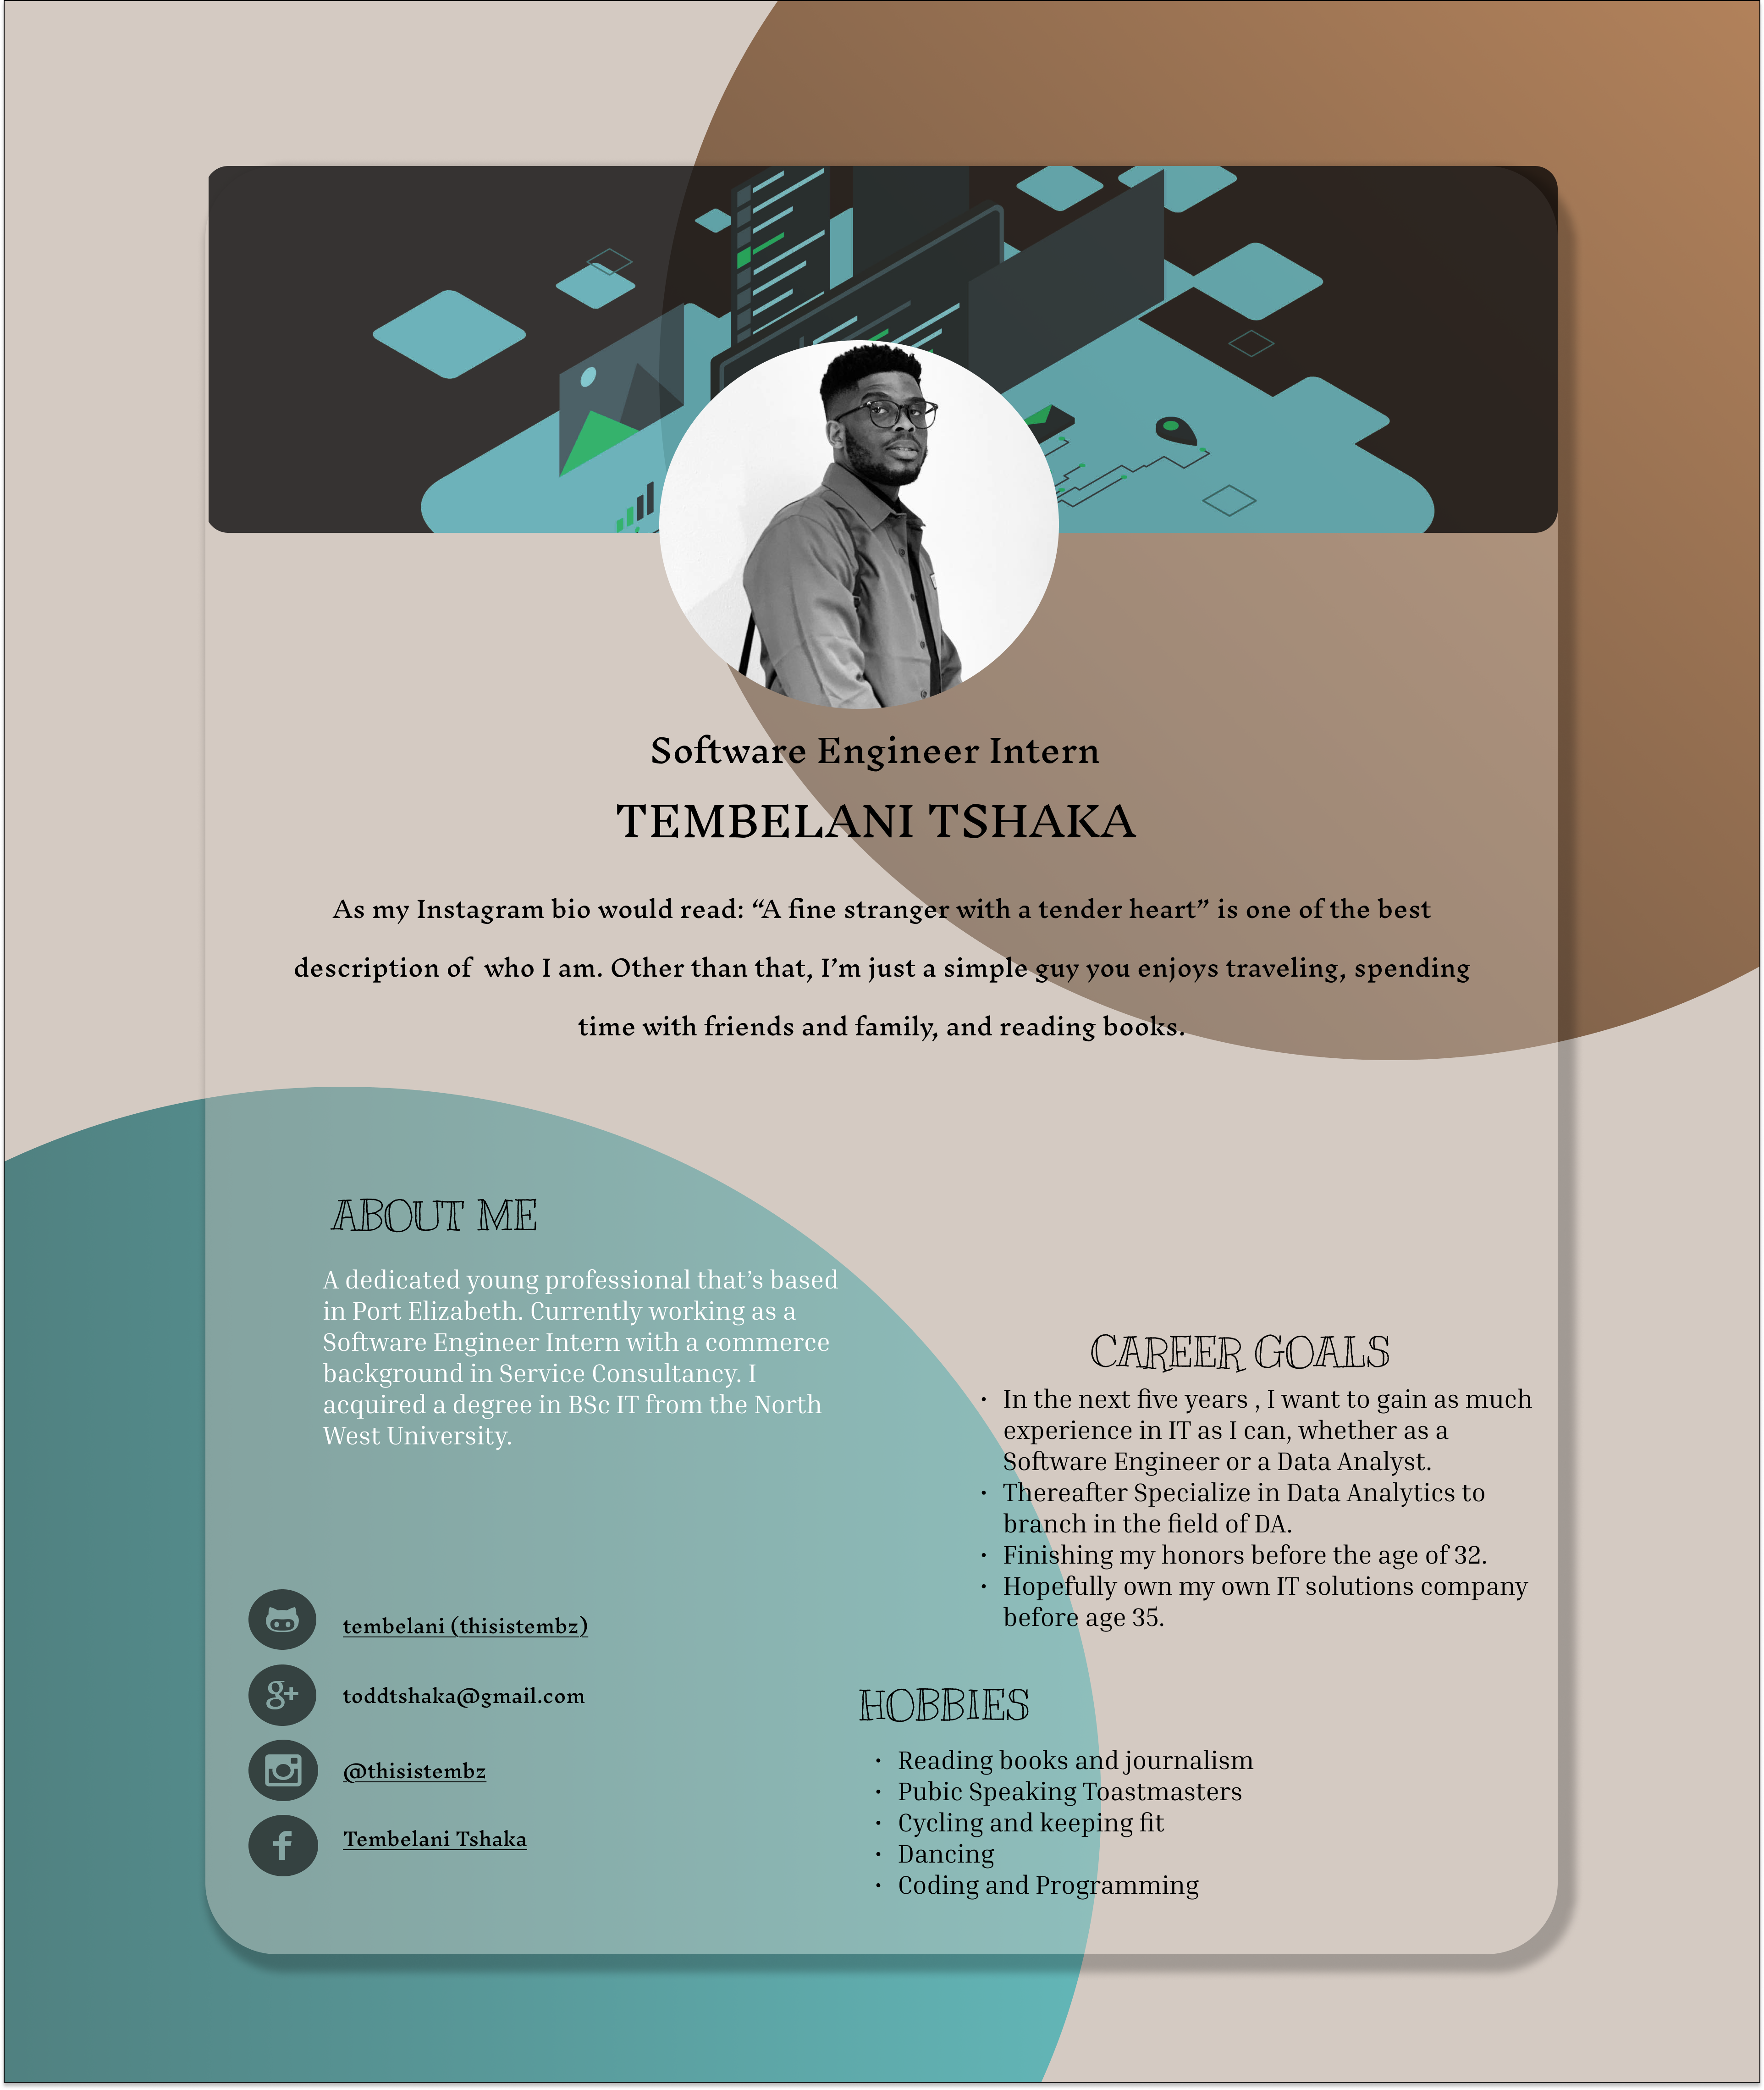 Software Engineer Intern
TEMBELANI TSHAKA
As my Instagram bio would read: “A fine stranger with a tender heart” is one of the best
description of  who I am. Other than that, I’m just a simple guy you enjoys traveling, spending
time with friends and family, and reading books.
ABOUT ME
A dedicated young professional that’s based
in Port Elizabeth. Currently working as a
Software Engineer Intern with a commerce
background in Service Consultancy. I
acquired a degree in BSc IT from the North
West University.
CAREER GOALS
• In the next five years , I want to gain as much
experience in IT as I can, whether as a
Software Engineer or a Data Analyst.
• Thereafter Specialize in Data Analytics to
branch in the field of DA.
• Finishing my honors before the age of 32.
• Hopefully own my own IT solutions company
before age 35.
tembelani (thisistembz)
g+ toddtshaka@gmail.com
@thisistembz
f Tembelani Tshaka
HOBBIES
• Reading books and journalism
• Pubic Speaking Toastmasters
• Cycling and keeping fit
• Dancing
• Coding and Programming